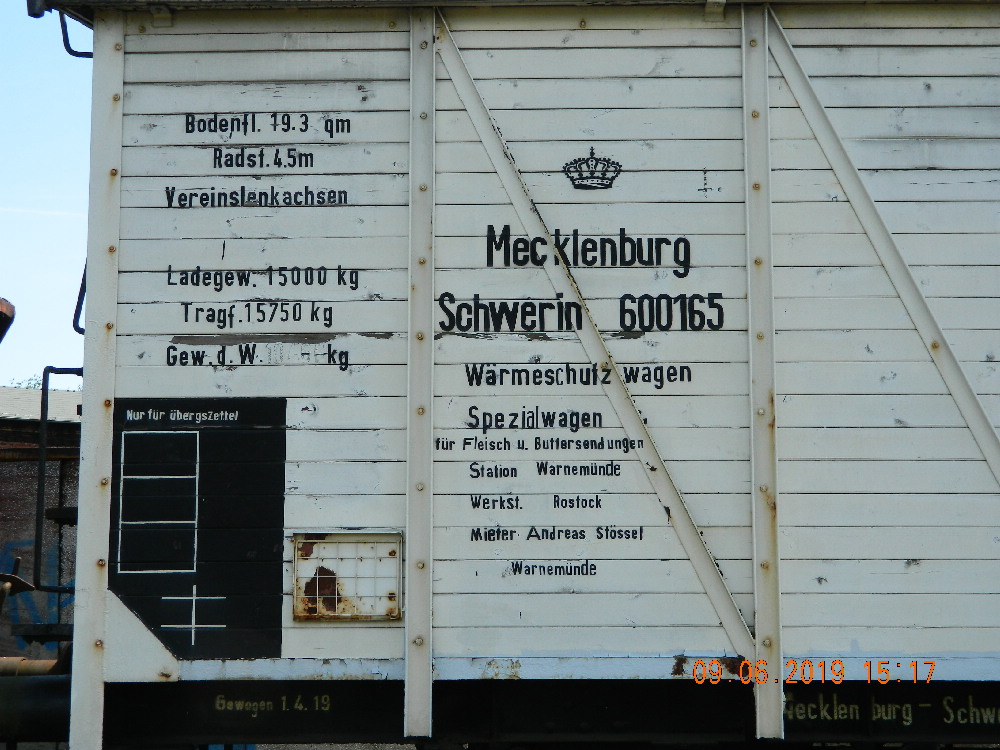 Bodenfl. 19.3 qm
Radst. 4.5m
Vereinslenkachsen
Ladegew. 15000 kg
Tragf. 15750 kg
Gew. d. W. kg
Nur für übergszettel
Mecklenburg
Schwerin 600165
Wärmeschutz wagen
Spezialwagen
für Fleisch u. Buttersendungen
Station Warnemünde
Werkst. Rostock
Mieter Andreas Stössel
Warnemünde
Gewogen 1.4.19
09.06.2019 15:17
Mecklenburg - Schwe